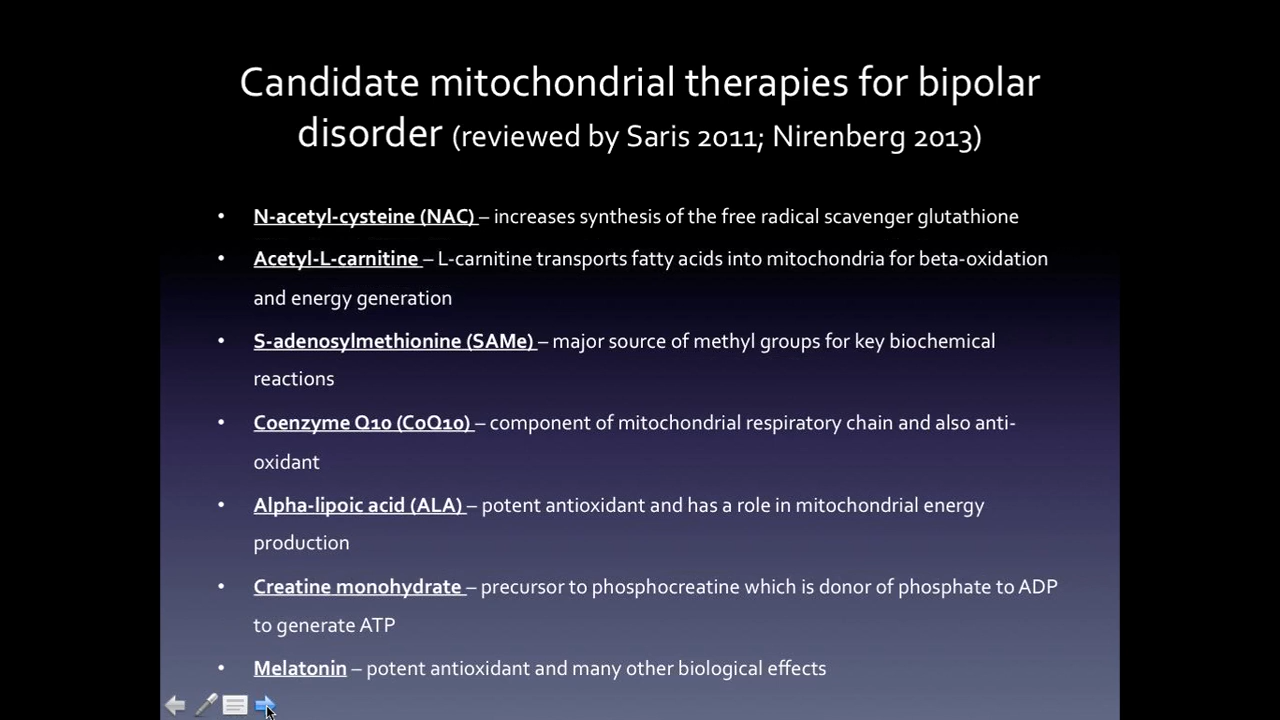 Candidate mitochondrial therapies for bipolar
disorder (reviewed by Saris 2011; Nirenberg 2013)
• N-acetyl-cysteine (NAC) – increases synthesis of the free radical scavenger glutathione
• Acetyl-L-carnitine – L-carnitine transports fatty acids into mitochondria for beta-oxidation
and energy generation
• S-adenosylmethionine (SAMe) – major source of methyl groups for key biochemical
reactions
• Coenzyme Q10 (CoQ10) – component of mitochondrial respiratory chain and also anti-
oxidant
• Alpha-lipoic acid (ALA) – potent antioxidant and has a role in mitochondrial energy
production
• Creatine monohydrate – precursor to phosphocreatine which is donor of phosphate to ADP
to generate ATP
• Melatonin – potent antioxidant and many other biological effects